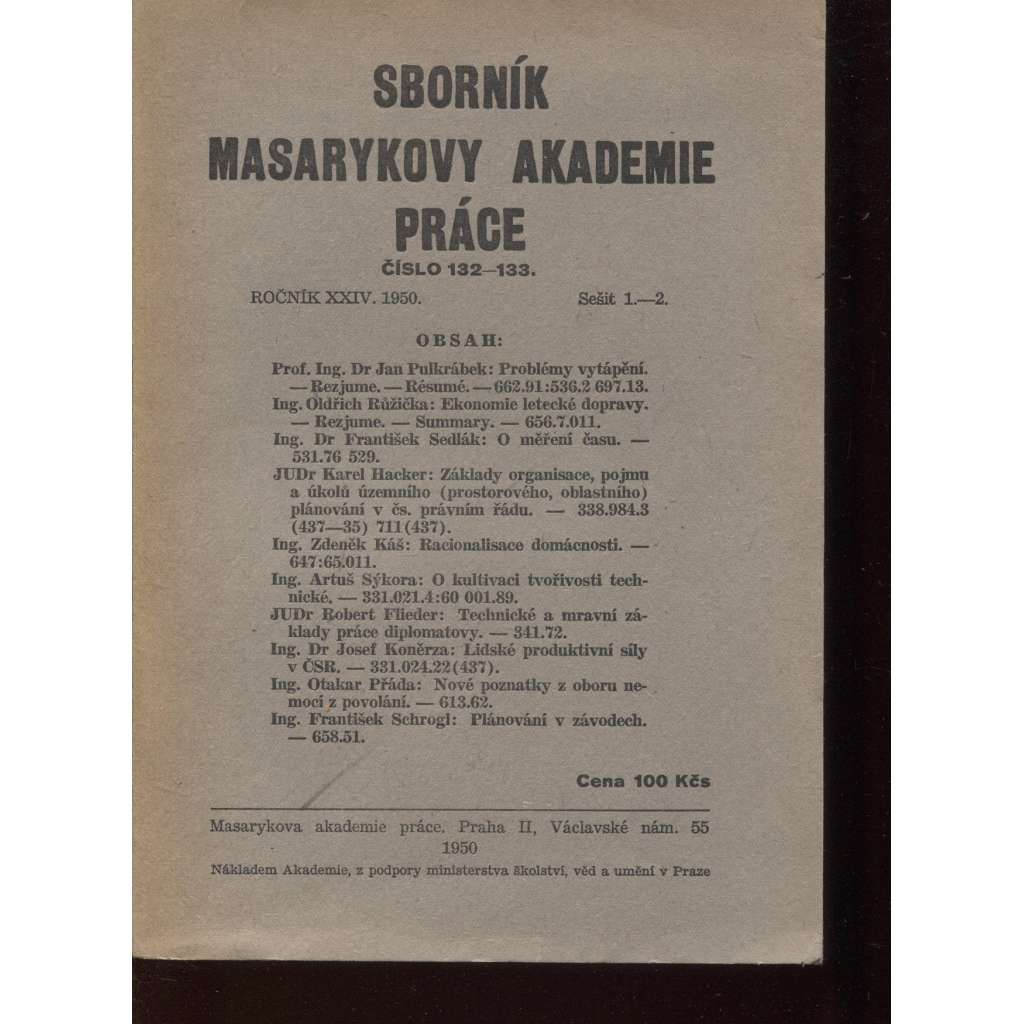 SBORNÍK
MASARYKOVY AKADEMIE
PRÁCE
ČÍSLO 132—133.
ROČNÍK XXIV. 1950. Sešit 1.—2.
OBSAH:
Prof. Ing. Dr Jan Pulkrábek: Problémy vytápění.
— Rezjume. — Résumé. — 662.91:536.2 697.13.
Ing. Oldřich Růžička: Ekonomie letecké dopravy.
— Rezjume. — Summary. — 656.7.011.
Ing. Dr František Sedlák: O měření času. —
531.76 529.
JUDr Karel Hacker: Základy organisace, pojmu
a úkolů územního (prostorového, oblastního)
plánování v čs. právním řádu. — 338.984.3
(437—35) 711(437).
Ing. Zdeněk Káš: Racionalisace domácnosti. —
647:65.011.
Ing. Artuš Sýkora: O kultivaci tvořivosti tech-
nické. — 331.021.4:60 001.89.
JUDr Robert Flieder: Technické a mravní zá-
klady práce diplomatovy. — 341.72.
Ing. Dr Josef Koněrza: Lidské produktivní síly
v ČSR. — 331.024.22(437).
Ing. Otakar Přáda: Nové poznatky z oboru ne-
mocí z povolání. — 613.62.
Ing. František Schrogl: Plánování v závodech.
— 658.51.
Cena 100 Kčs
Masarykova akademie práce. Praha II, Václavské nám. 55
1950
Nákladem Akademie, z podpory ministerstva školství, věd a umění v Praze